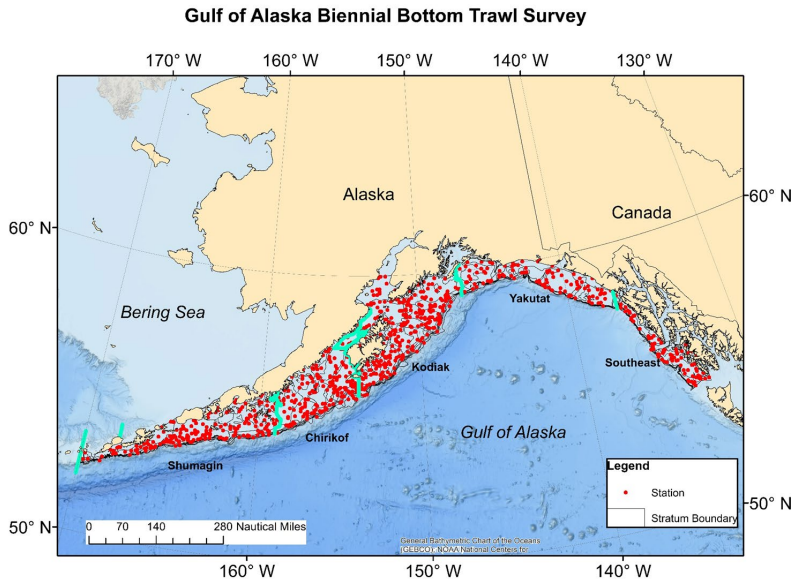 Gulf of Alaska Biennial Bottom Trawl Survey
170° W 160° W 150° W 140° W 130° W
Alaska
60° N
Canada
60° N
Bering Sea
Yakutat
Southeast
Kodiak
Gulf of Alaska
Chirikof
Shumagin
Legend
Station
Stratum Boundary
50° N
50° N
0 70 140 280 Nautical Miles
General Bathymetric Chart of the Oceans
(GEBCO); NOAA National Centers for
160° W 150° W 140° W